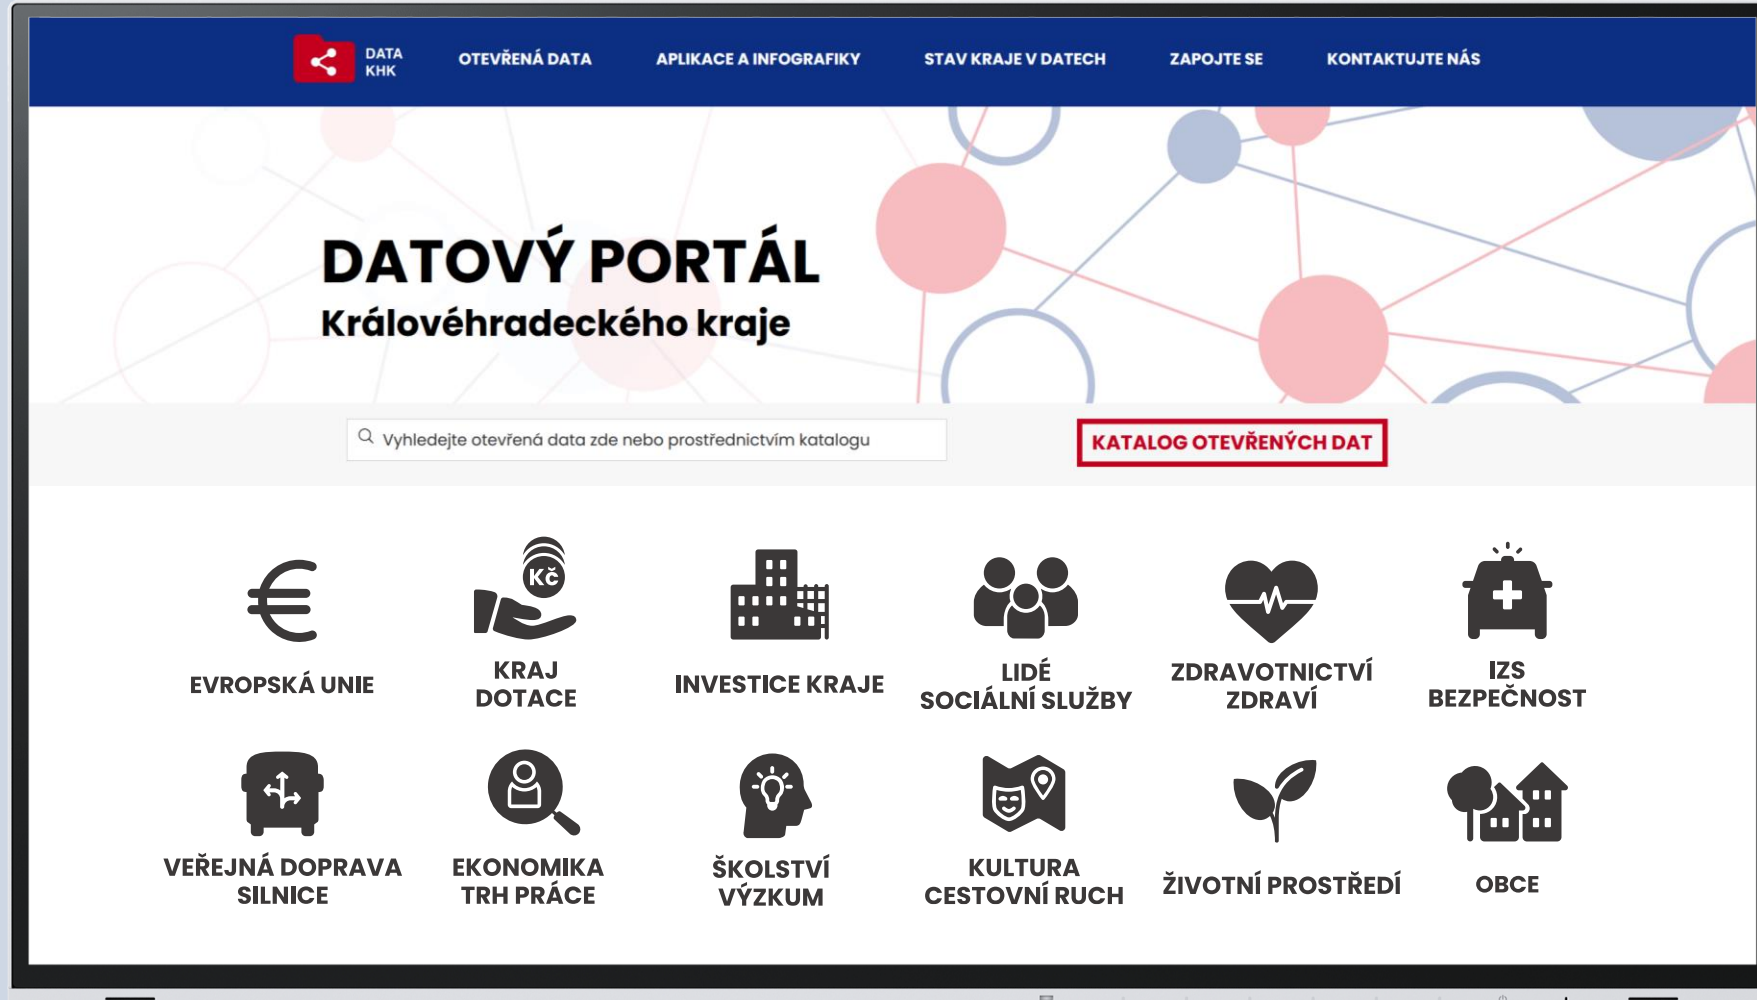 DATA
KHK
OTEVŘENÁ DATA
APLIKACE A INFOGRAFIKY
STAV KRAJE V DATECH
ZAPOJTE SE
KONTAKTUJTE NÁS
DATOVÝ PORTÁL
Královéhradeckého kraje
Vyhledejte otevřená data zde nebo prostřednictvím katalogu
KATALOG OTEVŘENÝCH DAT
Kč
EVROPSKÁ UNIE
KRAJ
DOTACE
INVESTICE KRAJE
LIDÉ
SOCIÁLNÍ SLUŽBY
ZDRAVOTNICTVÍ
ZDRAVÍ
IZS
BEZPEČNOST
VEŘEJNÁ DOPRAVA
SILNICE
EKONOMIKA
TRH PRÁCE
ŠKOLSTVÍ
VÝZKUM
KULTURA
CESTOVNÍ RUCH
ŽIVOTNÍ PROSTŘEDÍ
OBCE